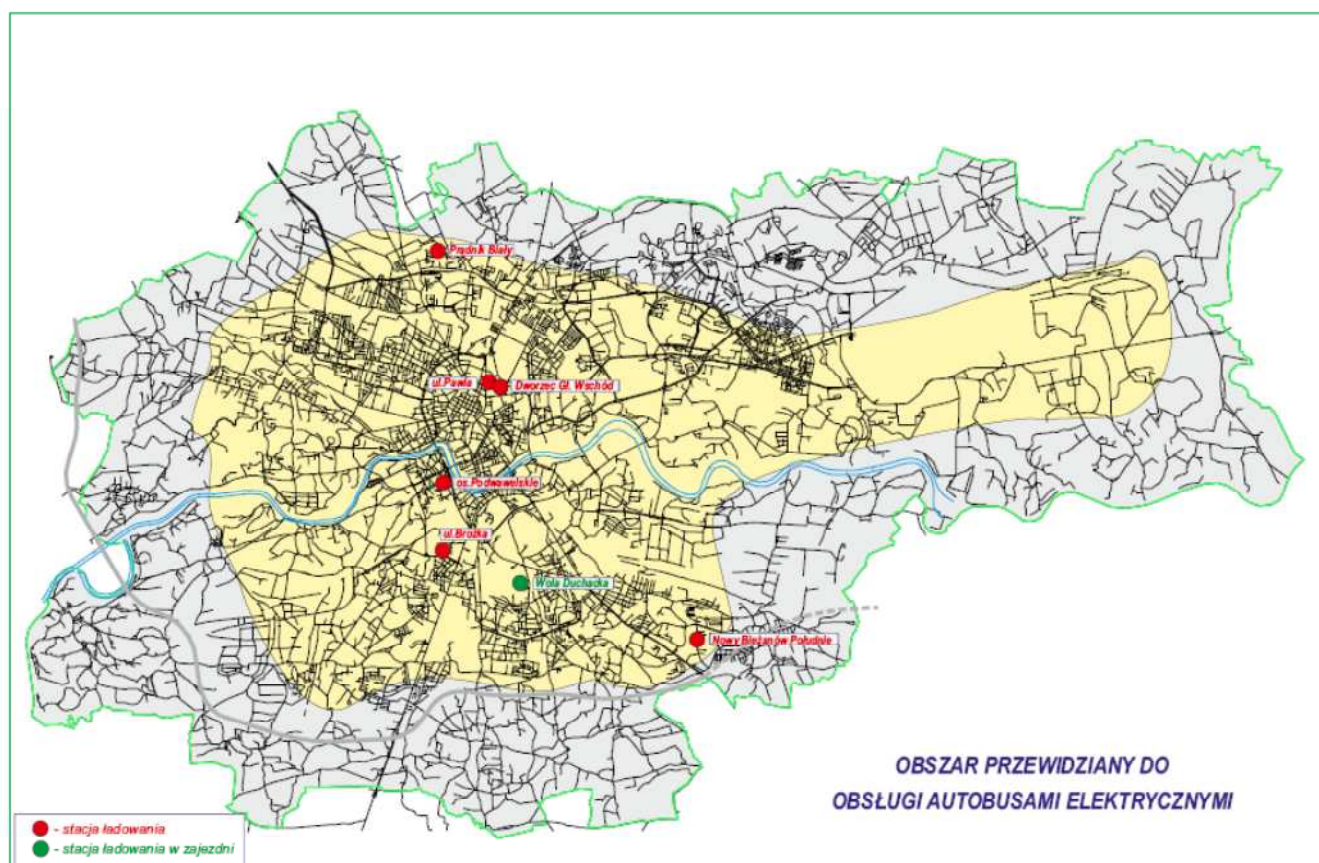 Prądnik Biały
ul.Pawia
Dworzec Gł. Wschód
os.Podwawelskie
ul.Brożka
Wola Duchacka
Nowy Bieżanów Południe
OBSZAR PRZEWIDZIANY DO
OBSŁUGI AUTOBUSAMI ELEKTRYCZNYMI
- stacja ładowania
- stacja ładowania w zajezdni